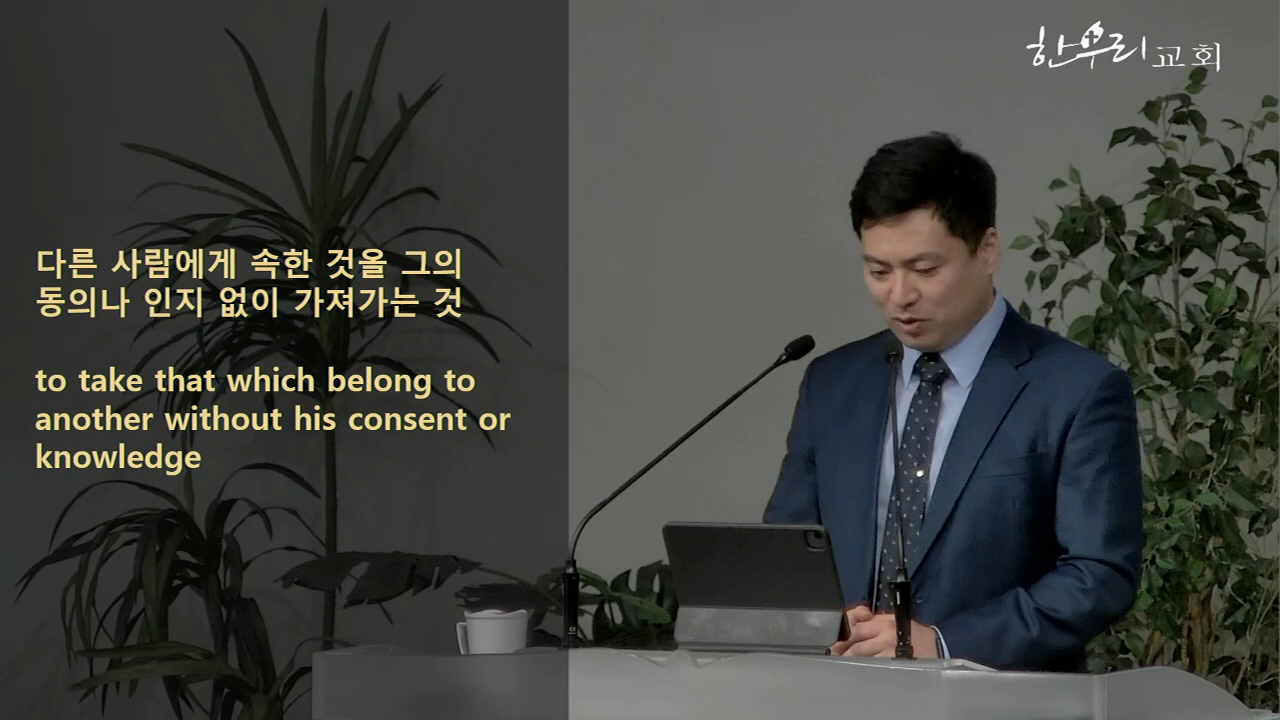 한우리교회
다른 사람에게 속한 것을 그의
동의나 인지 없이 가져가는 것
to take that which belong to
another without his consent or
knowledge